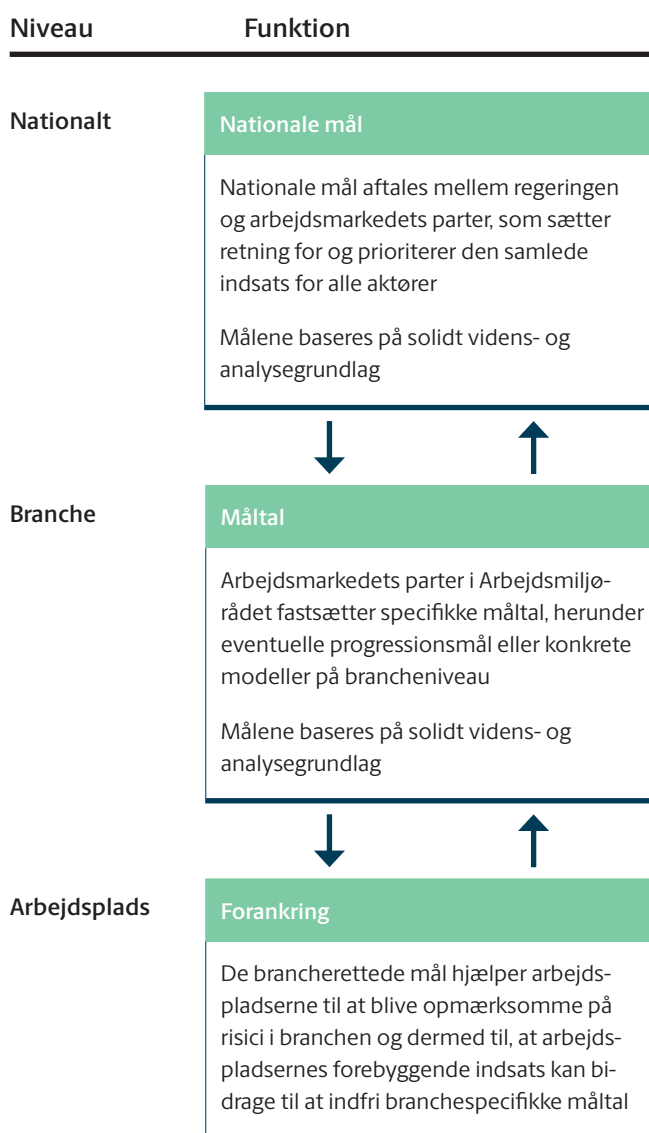 Niveau Funktion
Nationalt
Nationale mål
Nationale mål aftales mellem regeringen
og arbejdsmarkedets parter, som sætter
retning for og prioriterer den samlede
indsats for alle aktører
Målene baseres på solidt videns- og
analysegrundlag
Branche
Måltal
Arbejdsmarkedets parter i Arbejdsmiljø-
rådet fastsætter specifikke måltal, herunder
eventuelle progressionsmål eller konkrete
modeller på brancheniveau
Målene baseres på solidt videns- og
analysegrundlag
Arbejdsplads
Forankring
De brancherettede mål hjælper arbejds-
pladserne til at blive opmærksomme på
risici i branchen og dermed til, at arbejds-
pladsernes forebyggende indsats kan bi-
drage til at indfri branchespecifikke måltal